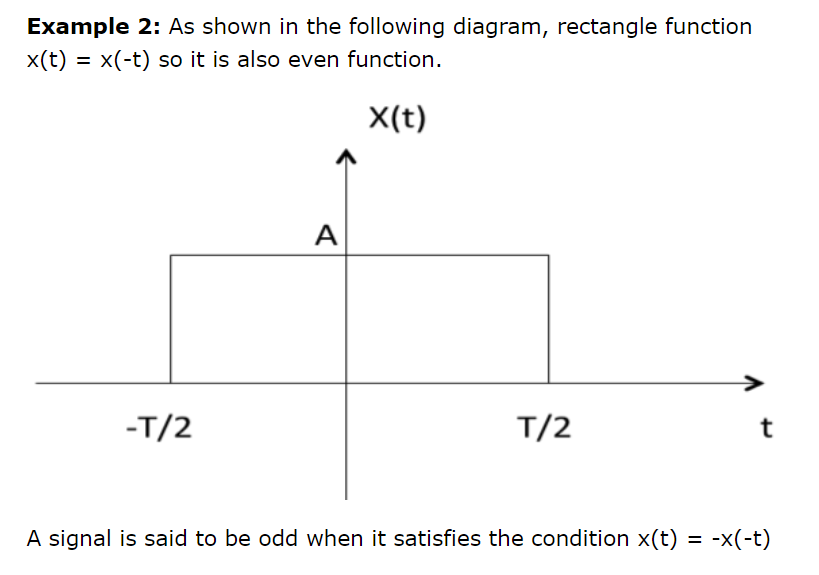 Example 2: As shown in the following diagram, rectangle function
x(t) = x(-t) so it is also even function.
X(t)
A
-T/2
T/2
t
A signal is said to be odd when it satisfies the condition x(t) = -x(-t)